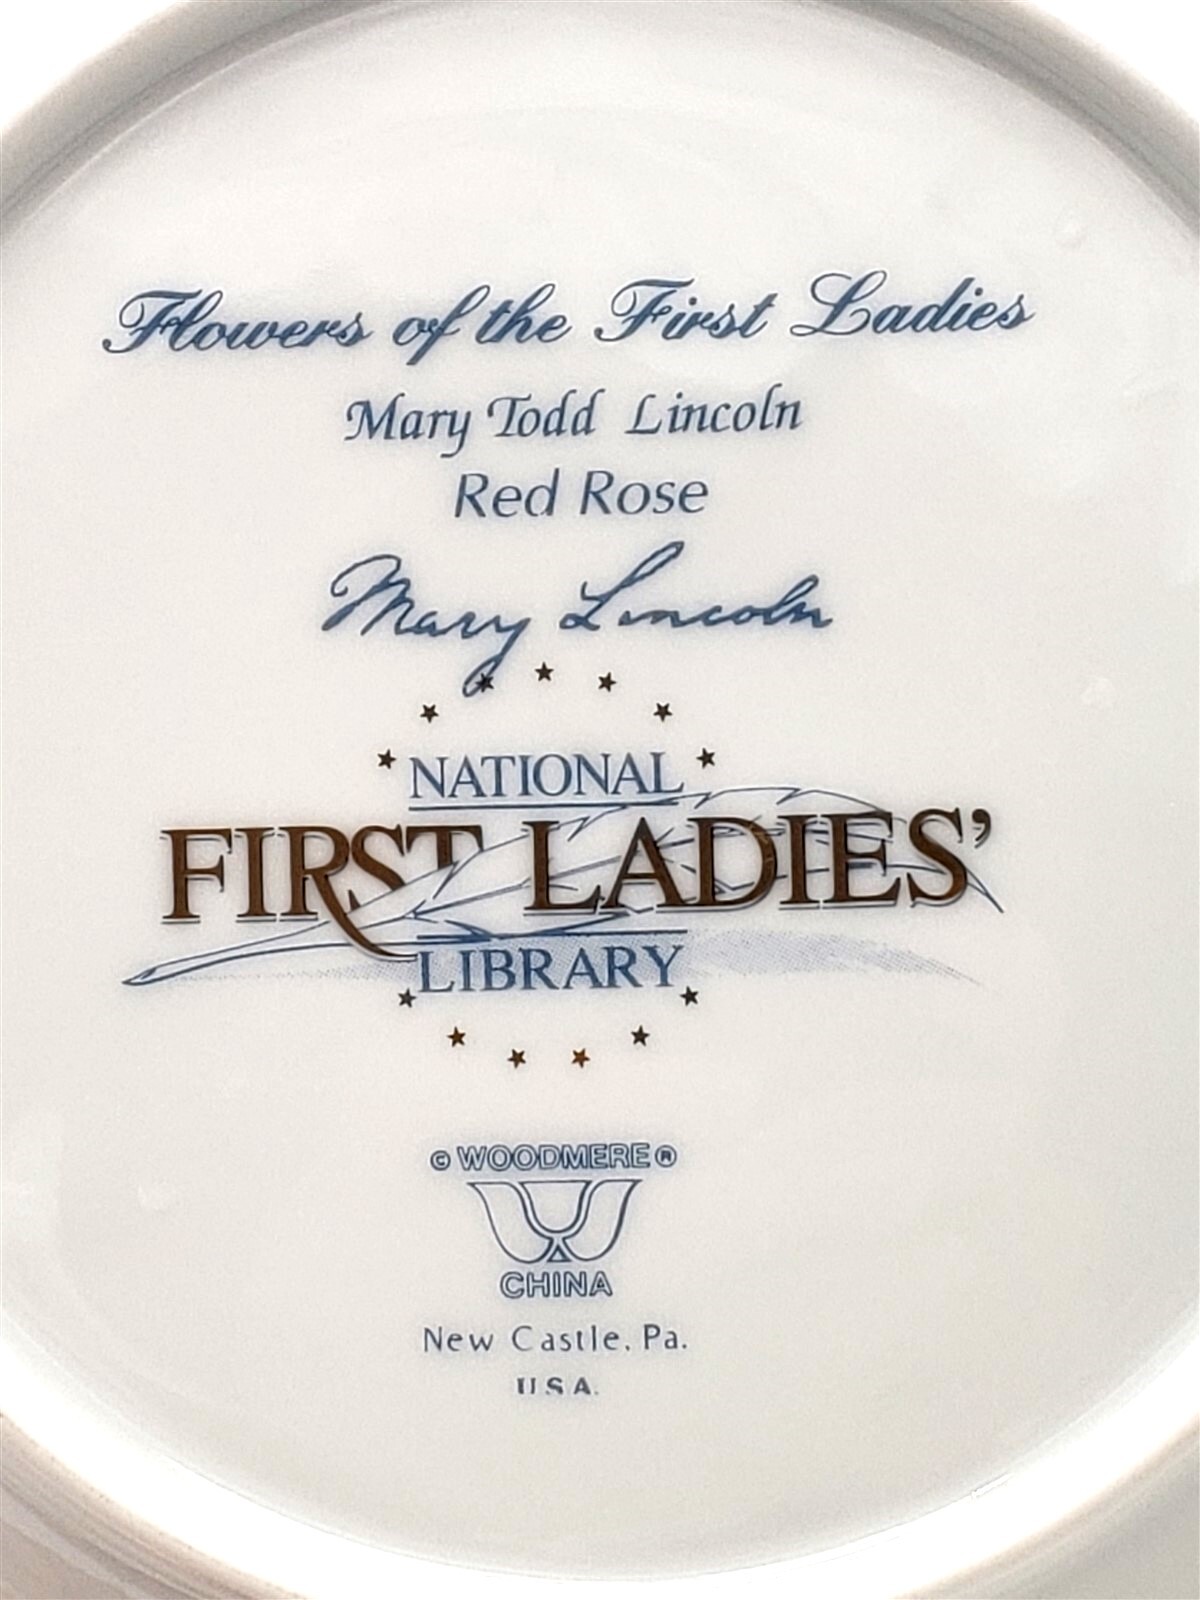 Flowers of the First Ladies
Mary Todd Lincoln
Red Rose
Mary Lincoln
NATIONAL
FIRST LADIES'
LIBRARY
© WOODMERE ®
CHINA
New Castle, Pa.
U.S.A.